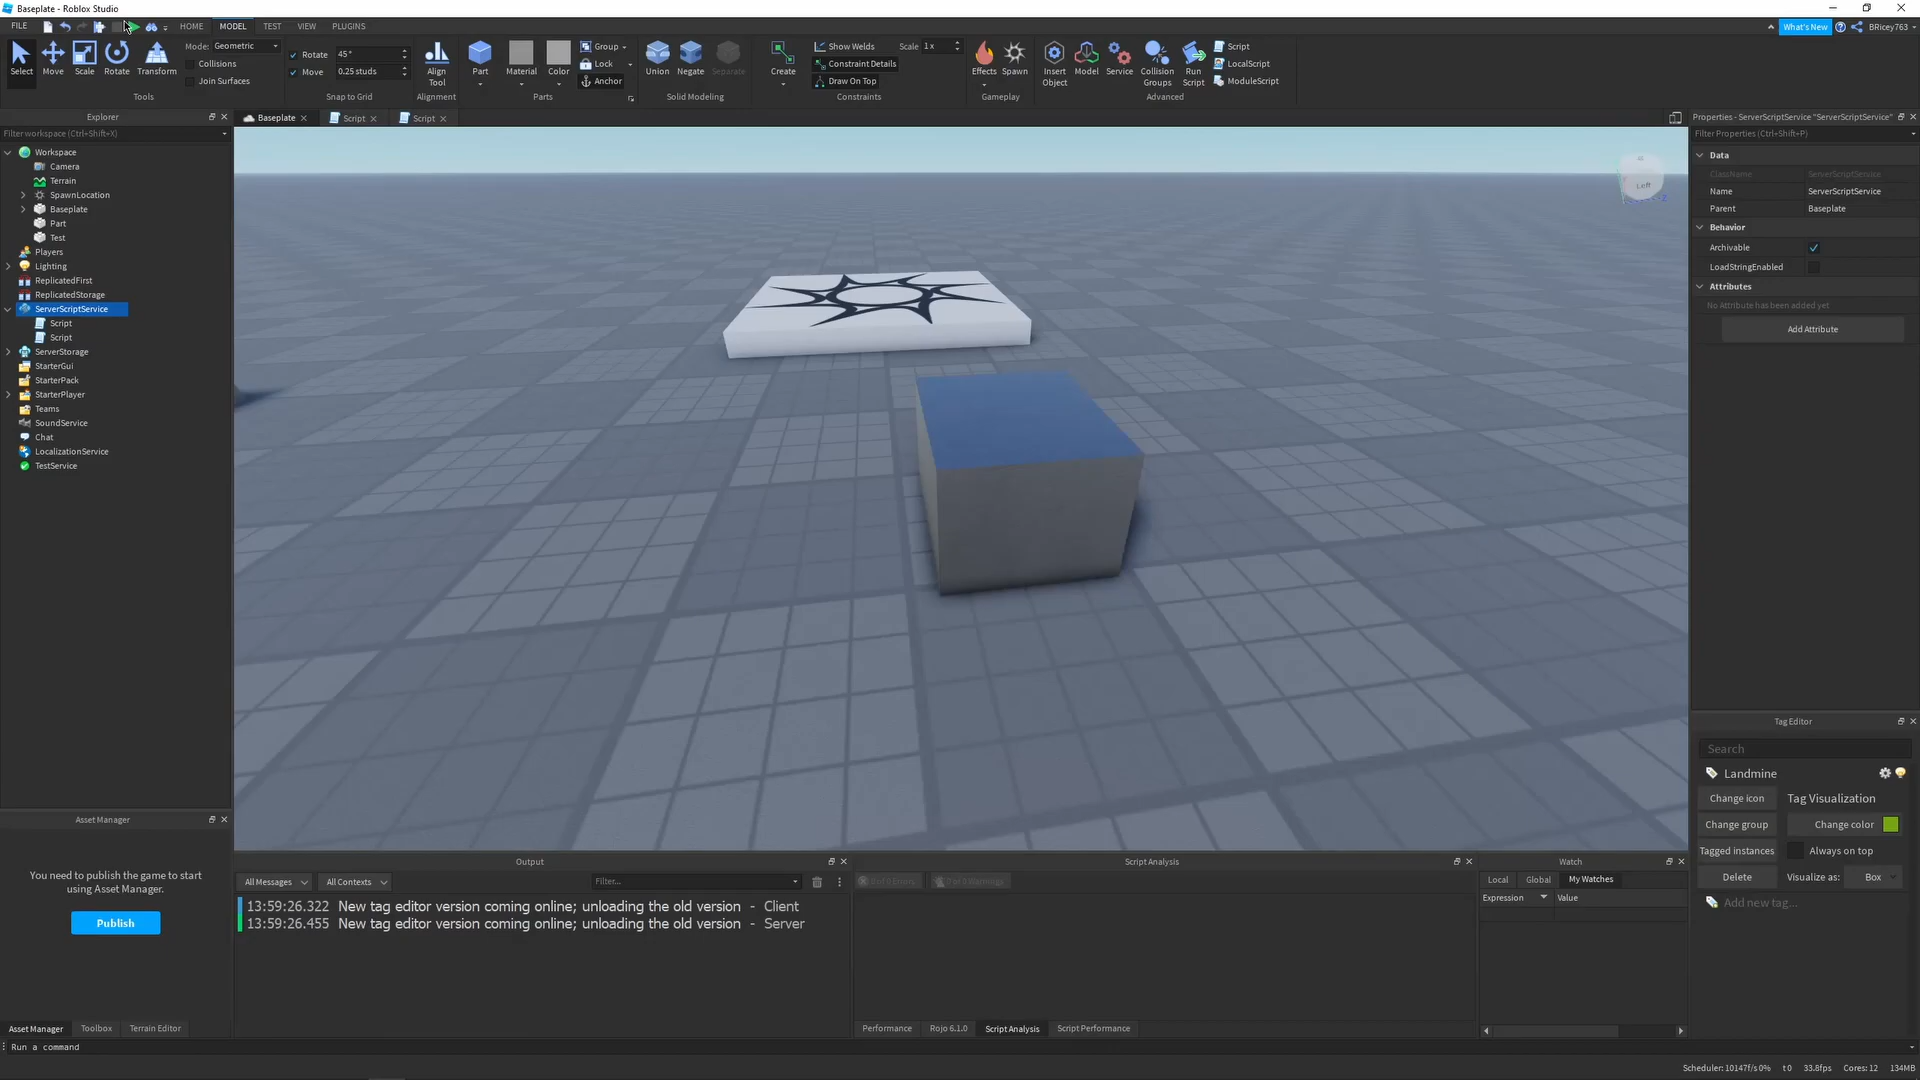 Baseplate - Roblox Studio
FILE HOME MODEL TEST VIEW PLUGINS What's New BRicey763
Select Move Scale Rotate Transform
Mode: Geometric
Collisions
Join Surfaces
Tools
Rotate 45°
Move 0.25 studs
Snap to Grid
Align Tool
Alignment
Part Material Color
Group
Lock
Anchor
Parts
Union Negate Separate
Solid Modeling
Create
Show Welds Scale 1 x
Constraint Details
Draw On Top
Constraints
Effects Spawn
Gameplay
Insert Object Model Service Collision Groups Run Script
Script
LocalScript
ModuleScript
Advanced
Explorer
Filter workspace (Ctrl+Shift+X)
Workspace
Camera
Terrain
SpawnLocation
Baseplate
Part
Test
Players
Lighting
ReplicatedFirst
ReplicatedStorage
ServerScriptService
Script
Script
ServerStorage
StarterGui
StarterPack
StarterPlayer
Teams
SoundService
Chat
LocalizationService
TestService
Baseplate Script Script
Left
Properties - ServerScriptService "ServerScriptService"
Filter Properties (Ctrl+Shift+P)
Data
ClassName ServerScriptService
Name ServerScriptService
Parent Baseplate
Behavior
Archivable
LoadStringEnabled
Attributes
No Attribute has been added yet
Add Attribute
Tag Editor
Search
Landmine
Change icon Tag Visualization
Change group Change color
Tagged instances Always on top
Delete Visualize as: Box
Add new tag...
Asset Manager
You need to publish the game to start
using Asset Manager.
Publish
Asset Manager Toolbox Terrain Editor
Output
All Messages All Contexts Filter...
13:59:26.322 New tag editor version coming online; unloading the old version - Client
13:59:26.455 New tag editor version coming online; unloading the old version - Server
Script Analysis
0 of 0 Errors 0 of 0 Warnings
Performance Rojo 6.1.0 Script Analysis Script Performance
Watch
Local Global My Watches
Expression Value
Run a command
Scheduler: 10147f/s 0% t 0 33.8fps Cores: 12 134MB